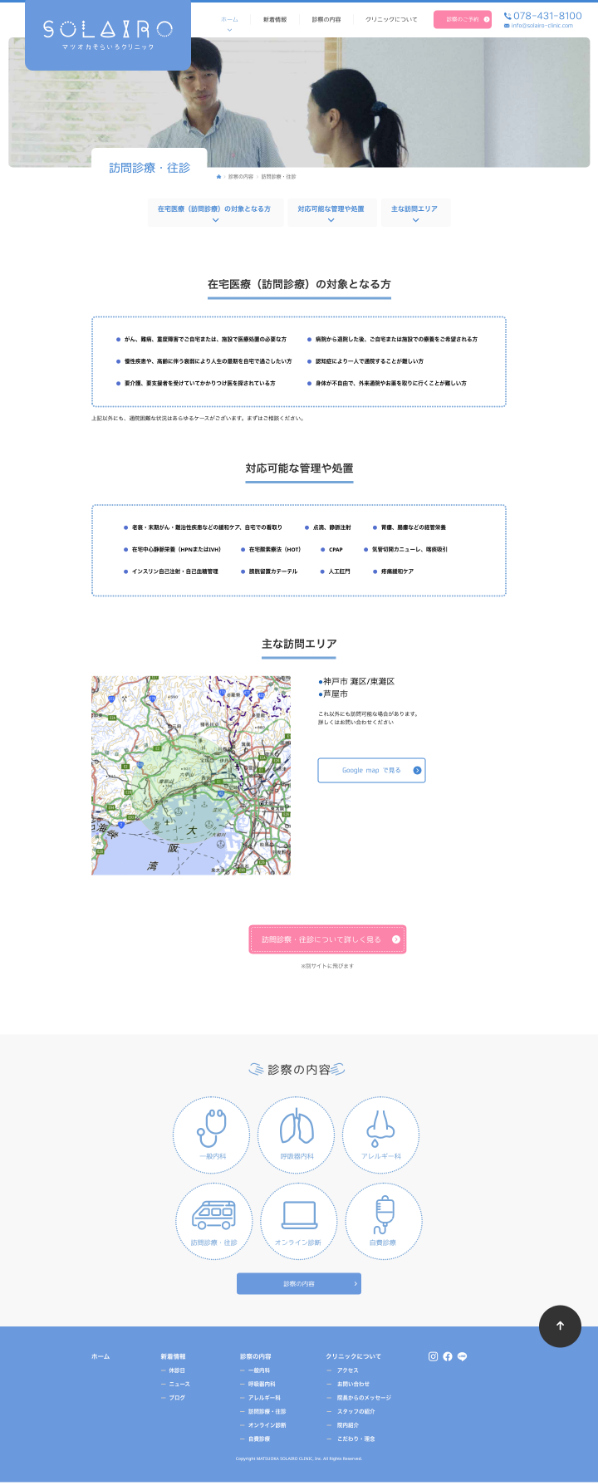 SOLAIRO
マツオカそらいろクリニック
ホーム
新着情報
診察の内容
クリニックについて
診察のご予約
078-431-8100
info@solairo-clinic.com
訪問診療・往診
診察の内容
訪問診療・往診
在宅医療（訪問診療）の対象となる方
対応可能な管理や処置
主な訪問エリア
在宅医療（訪問診療）の対象となる方
がん、難病、重度障害でご自宅または、施設で医療処置の必要な方
病院から退院した後、ご自宅または施設での療養をご希望される方
慢性疾患や、高齢に伴う衰弱により人生の最期を自宅で過ごしたい方
認知症により一人で通院することが難しい方
要介護、要支援者を受けていてかかりつけ医を探されている方
身体が不自由で、外来通院やお薬を取りに行くことが難しい方
上記以外にも、通院困難な状況はあらゆるケースがございます。まずはご相談ください。
対応可能な管理や処置
老衰・末期がん・難治性疾患などの緩和ケア、自宅での看取り
点滴、静脈注射
胃瘻、腸瘻などの経管栄養
在宅中心静脈栄養（HPNまたはIVH）
在宅酸素療法（HOT）
CPAP
気管切開カニューレ、喀痰吸引
インスリン自己注射・自己血糖管理
膀胱留置カテーテル
人工肛門
疼痛緩和ケア
主な訪問エリア
●神戸市 灘区/東灘区
●芦屋市
これ以外にも訪問可能な場合があります。
詳しくはお問い合わせください
Google map で見る
大
阪
湾
訪問診療・往診について詳しく見る
※別サイトに飛びます
診察の内容
一般内科
呼吸器内科
アレルギー科
訪問診療・往診
オンライン診断
自費診療
診察の内容
ホーム
新着情報
診察の内容
クリニックについて
― 休診日
― 一般内科
― アクセス
― ニュース
― 呼吸器内科
― お問い合わせ
― ブログ
― アレルギー科
― 院長からのメッセージ
― 訪問診療・往診
― スタッフの紹介
― オンライン診断
― 院内紹介
― 自費診療
― こだわり・理念
Copyright MATSUOKA SOLAIRO CLINIC, Inc. All Rights Reserved.